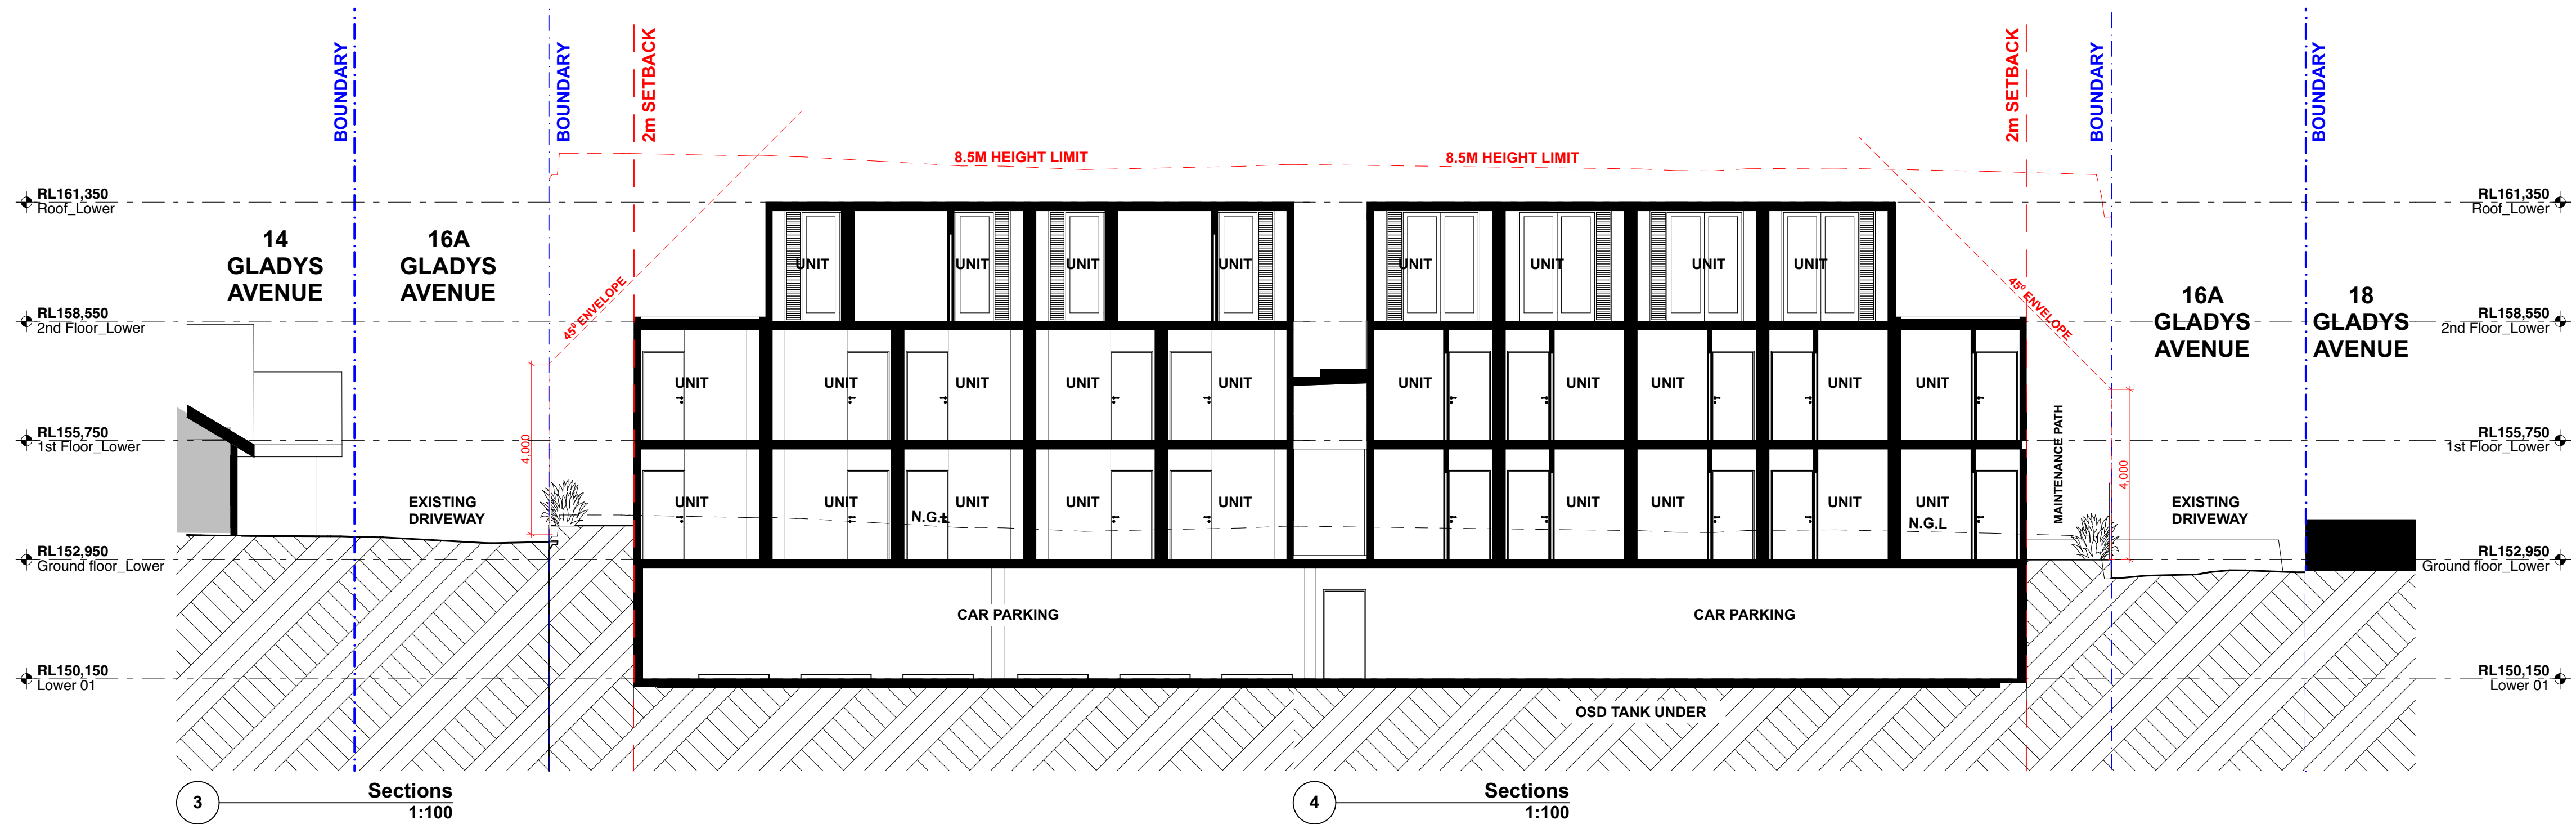 BOUNDARY
BOUNDARY
2m SETBACK
2m SETBACK
BOUNDARY
BOUNDARY
8.5M HEIGHT LIMIT
8.5M HEIGHT LIMIT
RL161,350
Roof_Lower
RL161,350
Roof_Lower
14
GLADYS
AVENUE
16A
GLADYS
AVENUE
45⁰ ENVELOPE
UNIT
UNIT
UNIT
UNIT
UNIT
UNIT
UNIT
UNIT
45⁰ ENVELOPE
16A
GLADYS
AVENUE
18
GLADYS
AVENUE
RL158,550
2nd Floor_Lower
RL158,550
2nd Floor_Lower
UNIT
UNIT
UNIT
UNIT
UNIT
UNIT
UNIT
UNIT
UNIT
UNIT
RL155,750
1st Floor_Lower
4,000
MAINTENANCE PATH
4,000
RL155,750
1st Floor_Lower
EXISTING
DRIVEWAY
UNIT
UNIT
UNIT
UNIT
UNIT
UNIT
UNIT
UNIT
UNIT
UNIT
N.G.L
N.G.L
EXISTING
DRIVEWAY
RL152,950
Ground floor_Lower
RL152,950
Ground floor_Lower
CAR PARKING
CAR PARKING
RL150,150
Lower 01
RL150,150
Lower 01
OSD TANK UNDER
3
Sections
1:100
4
Sections
1:100